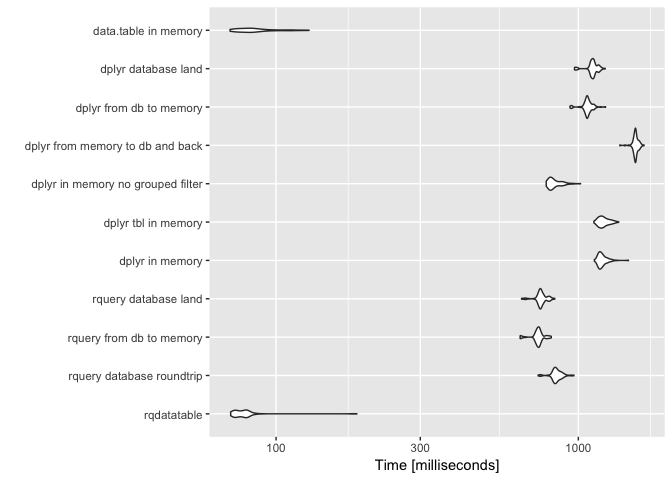 data.table in memory
dplyr database land
dplyr from db to memory
dplyr from memory to db and back
dplyr in memory no grouped filter
dplyr tbl in memory
dplyr in memory
rquery database land
rquery from db to memory
rquery database roundtrip
rqdatatable
100 300 1000
Time [milliseconds]